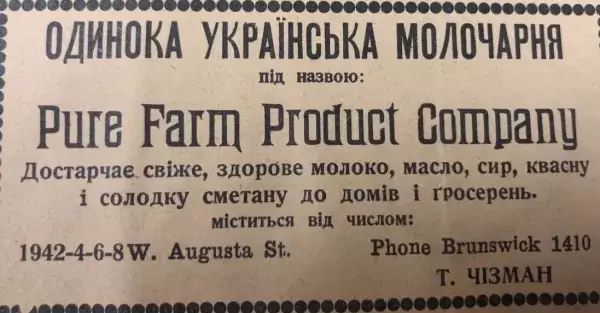 ОДИНОКА УКРАЇНСЬКА МОЛОЧАРНЯ
під назвою:
Pure Farm Product Company
Достарчає свіже, здорове молоко, масло, сир, квасну
і солодку сметану до домів і ґросерень.
міститься від числом:
1942-4-6-8 W. Augusta St. Phone Brunswick 1410
Т. ЧІЗМАН